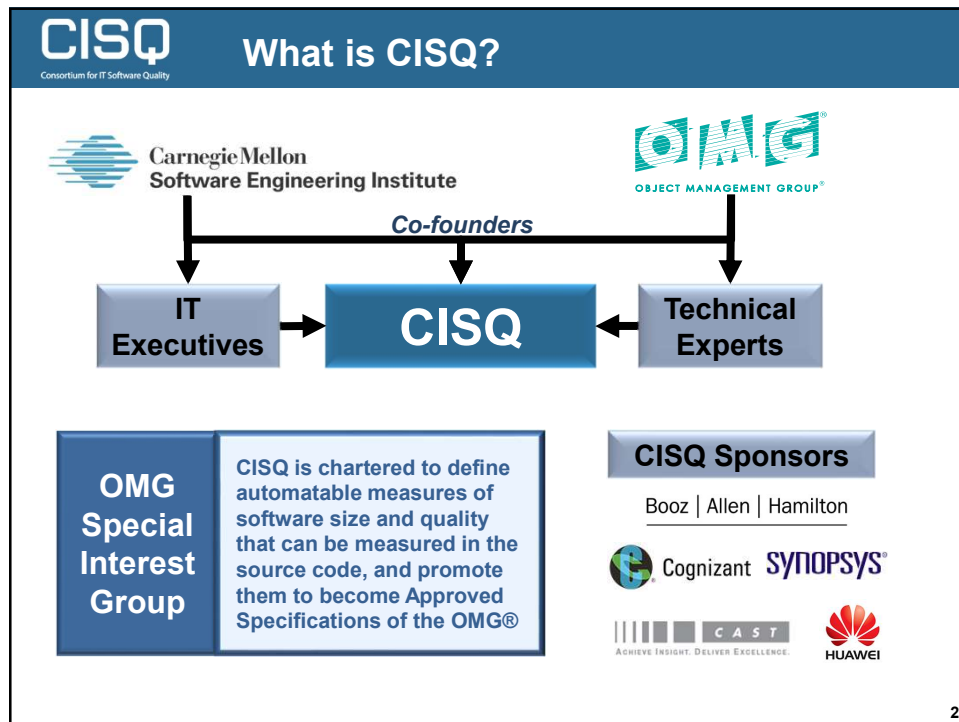 CISQ
Consortium for IT Software Quality
What is CISQ?
Carnegie Mellon
Software Engineering Institute
OMG®
OBJECT MANAGEMENT GROUP®
Co-founders
IT
Executives
CISQ
Technical
Experts
OMG
Special
Interest
Group
CISQ is chartered to define
automatable measures of
software size and quality
that can be measured in the
source code, and promote
them to become Approved
Specifications of the OMG®
CISQ Sponsors
Booz | Allen | Hamilton
Cognizant
SYNOPSYS®
CAST
ACHIEVE INSIGHT. DELIVER EXCELLENCE.
HUAWEI
2